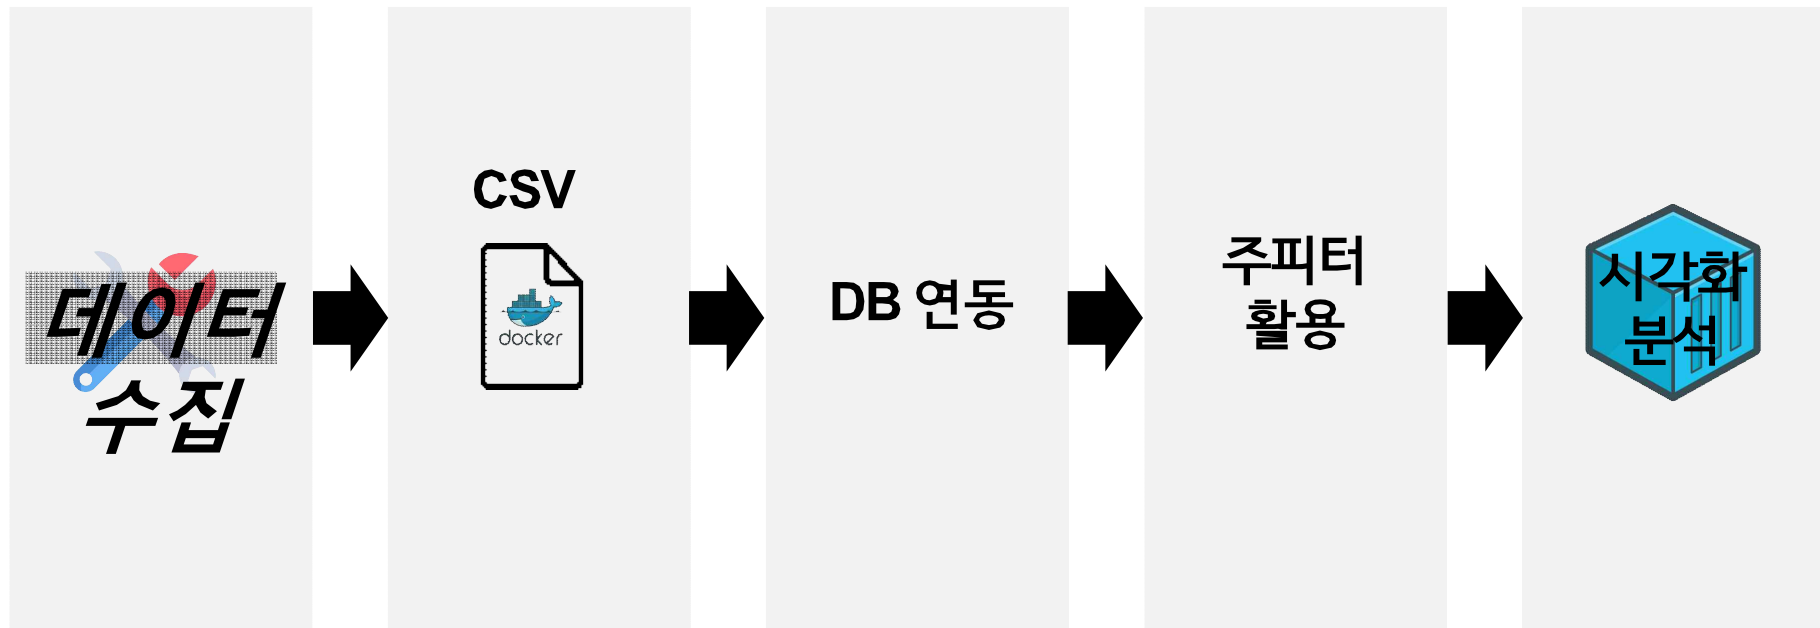 데이터
수집
CSV
docker
DB 연동
주피터
활용
시각화
분석